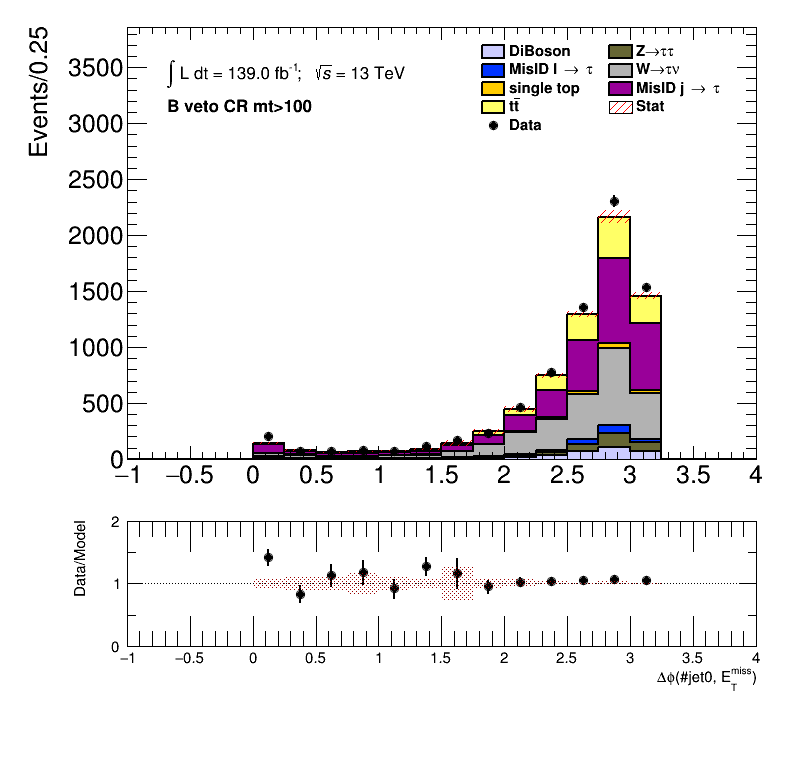 Events/0.25
3500
3000
2500
2000
1500
1000
500
0
∫ L dt = 139.0 fb⁻¹; √s = 13 TeV
B veto CR mt>100
DiBoson
MisID l → τ
single top
tt̄
Data
Z→ττ
W→τν
MisID j → τ
Stat
−1 −0.5 0 0.5 1 1.5 2 2.5 3 3.5 4
Data/Model
2
1
0
−1 −0.5 0 0.5 1 1.5 2 2.5 3 3.5 4
Δϕ(#jet0, E_T^miss)